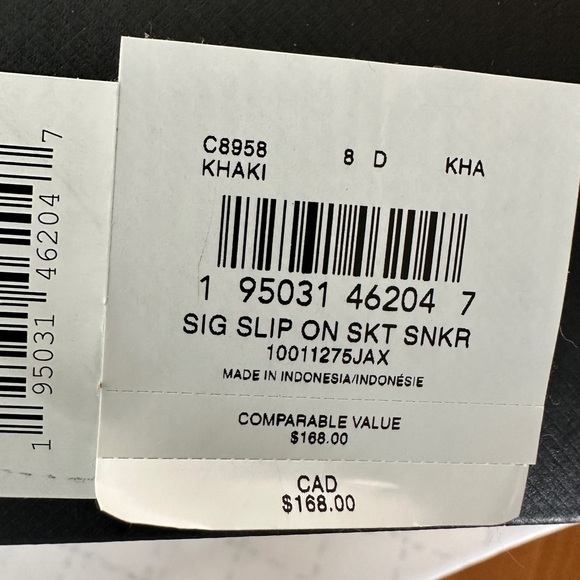 C8958 8 D KHA
KHAKI
1 95031 46204 7
SIG SLIP ON SKT SNKR
10011275JAX
MADE IN INDONESIA/INDONÉSIE
COMPARABLE VALUE
$168.00
CAD
$168.00
1 95031 46204 7